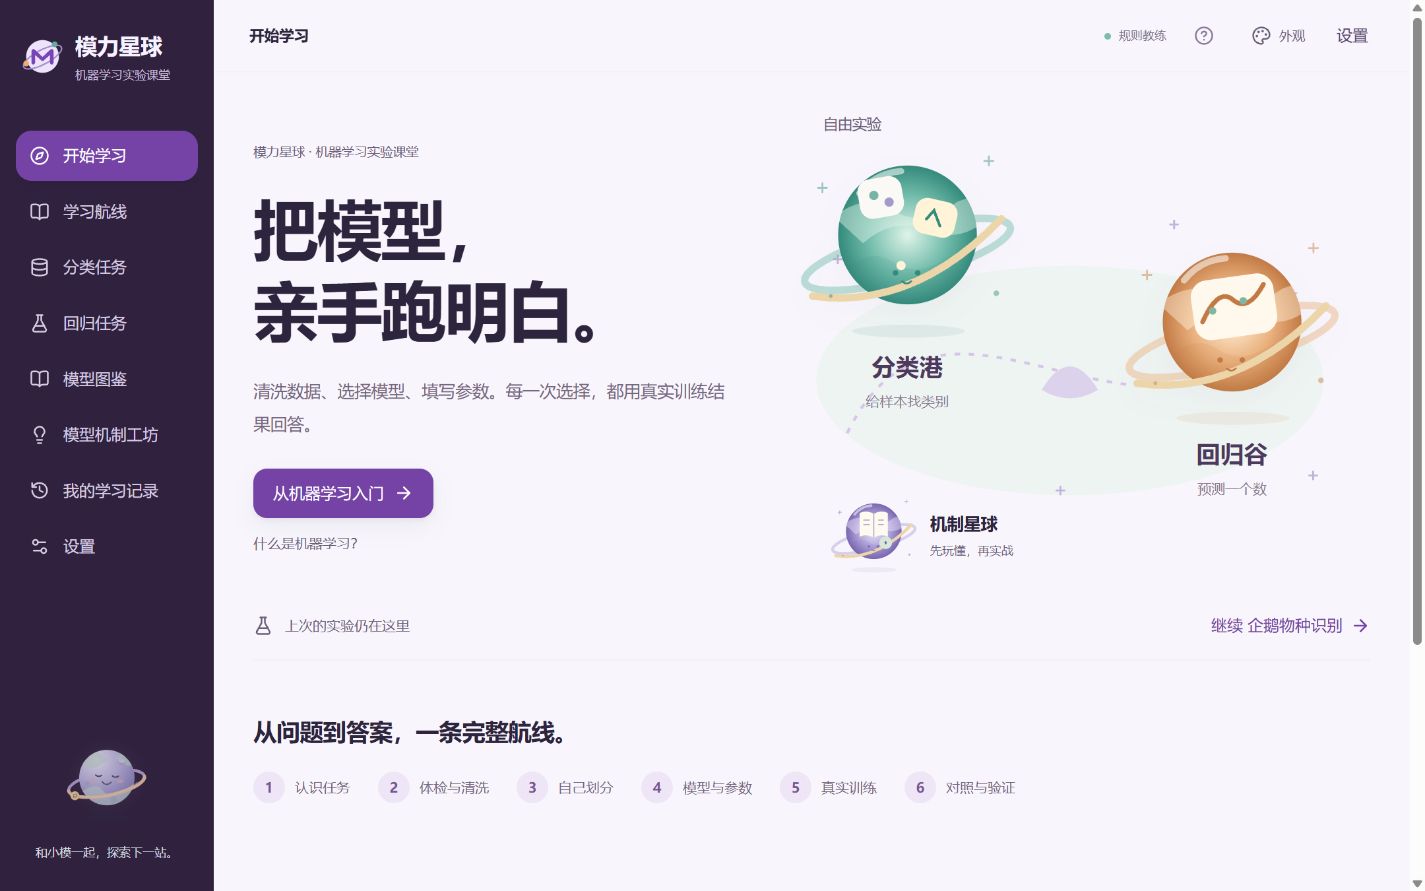 模力星球
机器学习实验课堂
开始学习
学习航线
分类任务
回归任务
模型图鉴
模型机制工坊
我的学习记录
设置
和小模一起，探索下一站。
开始学习
规则教练
外观
设置
模力星球 · 机器学习实验课堂
把模型，
亲手跑明白。
清洗数据、选择模型、填写参数。每一次选择，都用真实训练结
果回答。
从机器学习入门
什么是机器学习？
自由实验
分类港
给样本找类别
回归谷
预测一个数
机制星球
先玩懂，再实战
上次的实验仍在这里
继续 企鹅物种识别
从问题到答案，一条完整航线。
1 认识任务
2 体检与清洗
3 自己划分
4 模型与参数
5 真实训练
6 对照与验证